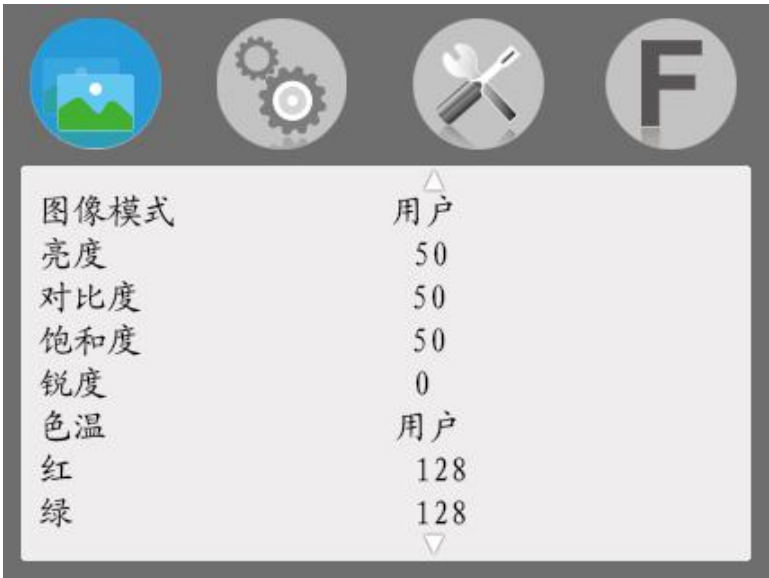 F
图像模式 用户
亮度 50
对比度 50
饱和度 50
锐度 0
色温 用户
红 128
绿 128